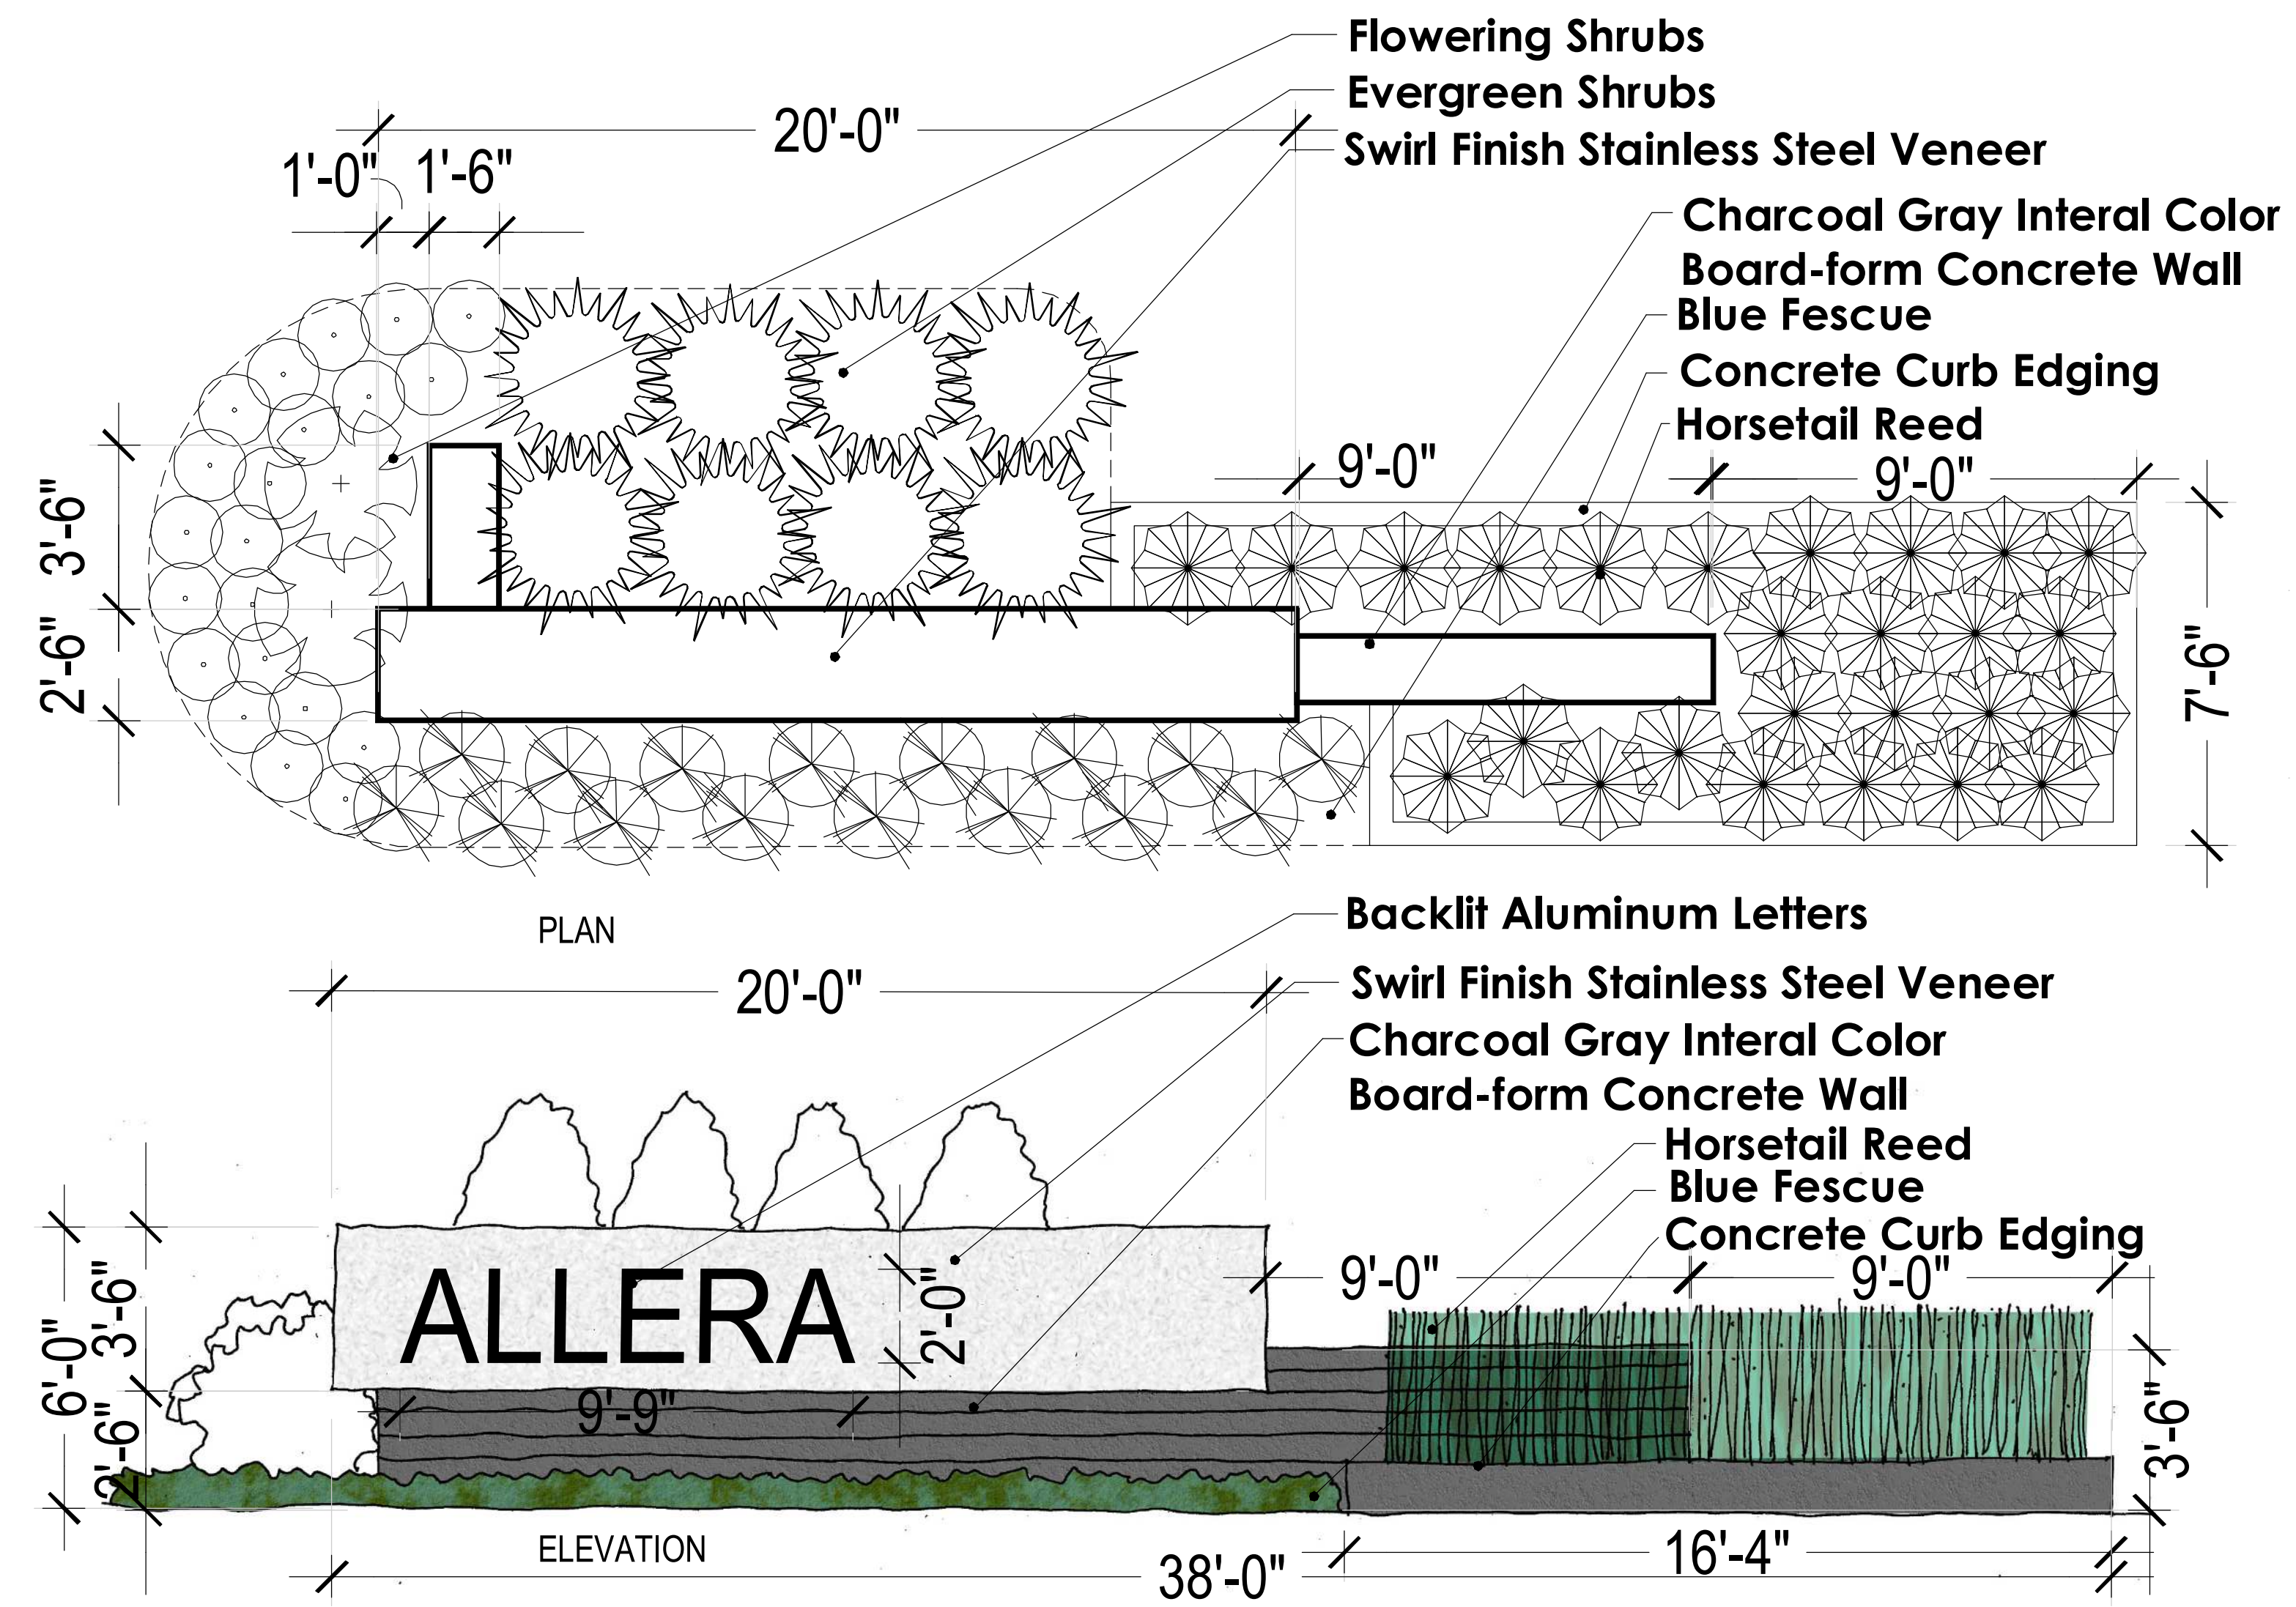 Flowering Shrubs
Evergreen Shrubs
20'-0"
Swirl Finish Stainless Steel Veneer
1'-0" 1'-6"
Charcoal Gray Interal Color
Board-form Concrete Wall
Blue Fescue
Concrete Curb Edging
Horsetail Reed
9'-0" 9'-0"
3'-6"
2'-6"
7'-6"
PLAN
Backlit Aluminum Letters
20'-0"
Swirl Finish Stainless Steel Veneer
Charcoal Gray Interal Color
Board-form Concrete Wall
Horsetail Reed
Blue Fescue
Concrete Curb Edging
9'-0" 9'-0"
ALLERA
2'-0"
3'-6"
6'-0"
2'-6"
9'-9"
3'-6"
ELEVATION
16'-4"
38'-0"